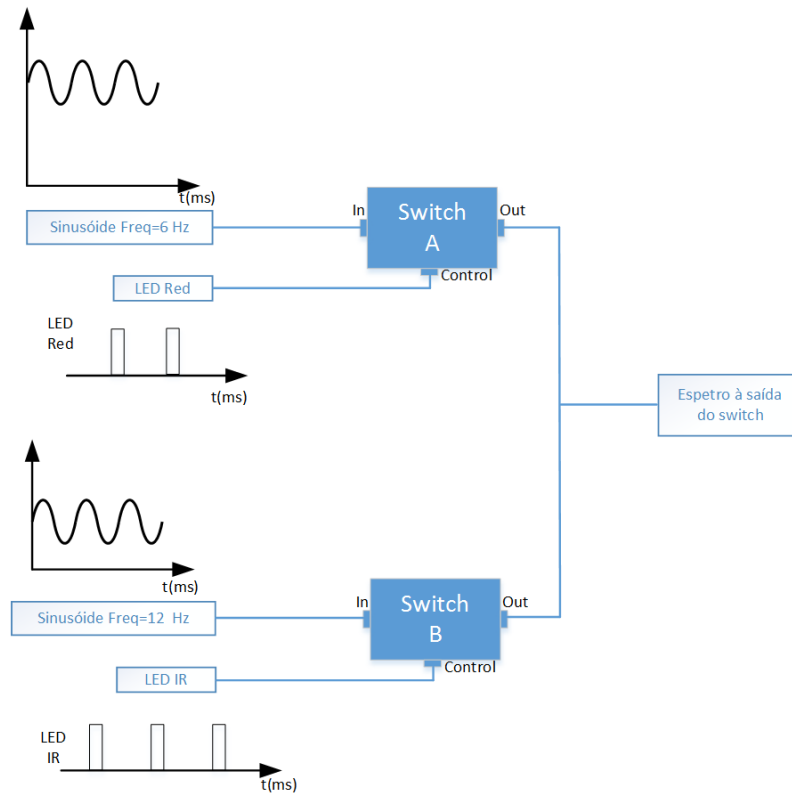 t(ms)
Sinusóide Freq=6 Hz
In
Switch
A
Out
Control
LED Red
LED
Red
t(ms)
Espetro à saída
do switch
t(ms)
Sinusóide Freq=12 Hz
In
Switch
B
Out
Control
LED IR
LED
IR
t(ms)